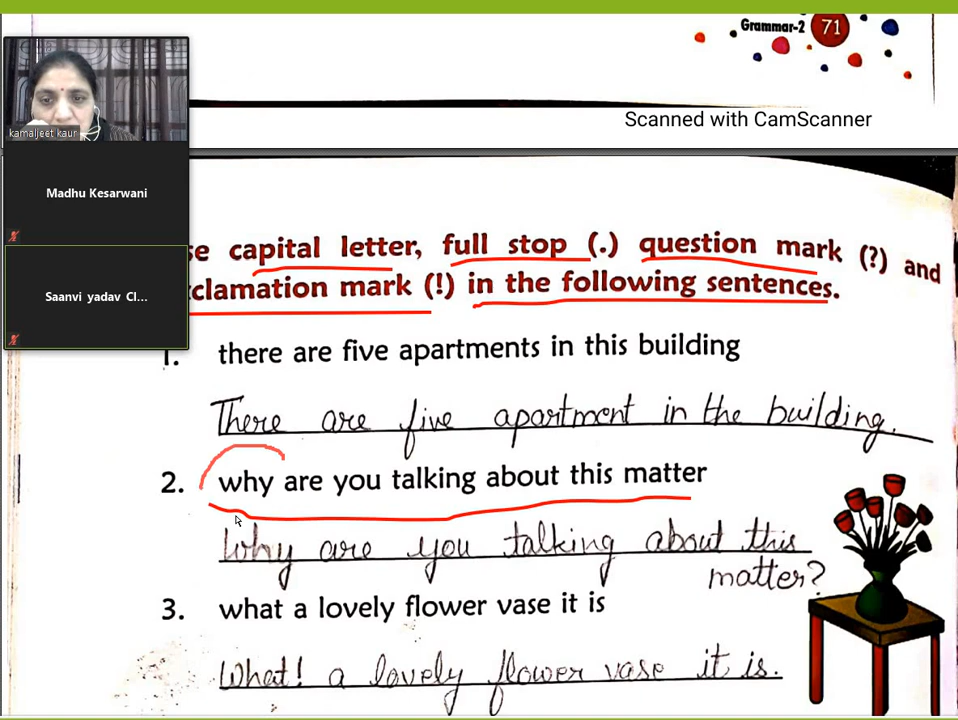 Grammar-2 71
kamaljeet kaur
Scanned with CamScanner
Madhu Kesarwani
se capital letter, full stop (.) question mark (?) and
Saanvi yadav Cl...
clamation mark (!) in the following sentences.
1. there are five apartments in this building
There are five apartment in the building.
2. why are you talking about this matter
Why are you talking about this
matter?
3. what a lovely flower vase it is
What! a lovely flower vase it is.